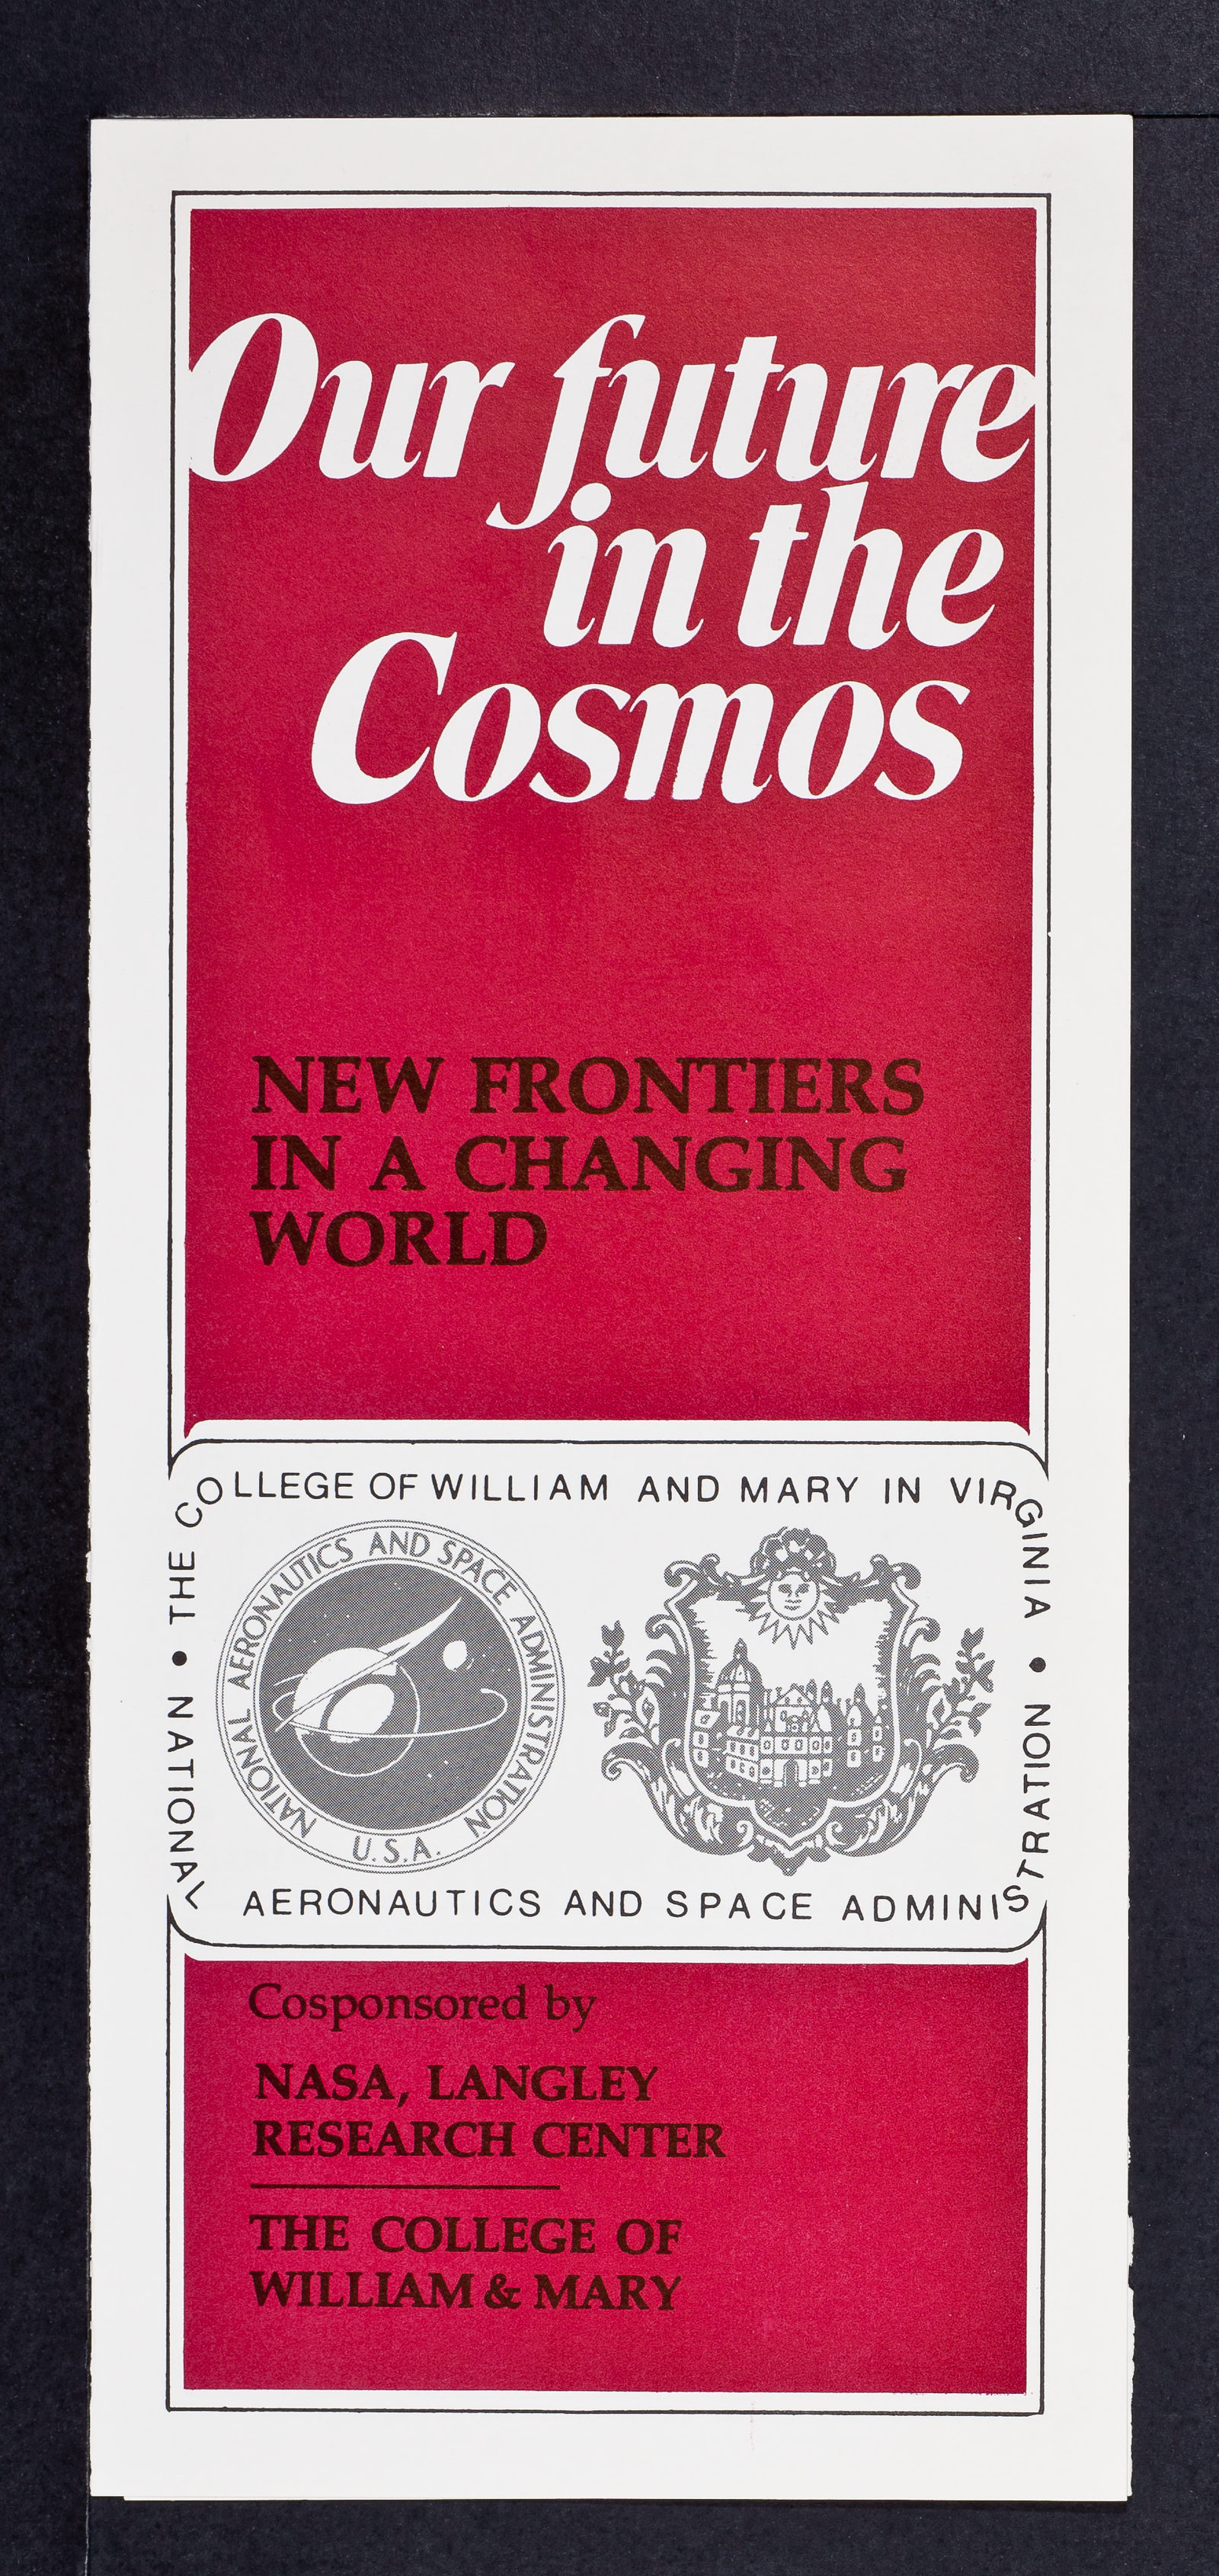 Our future
in the
Cosmos
NEW FRONTIERS
IN A CHANGING
WORLD
THE COLLEGE OF WILLIAM AND MARY IN VIRGINIA •
NATIONAL AERONAUTICS AND SPACE ADMINISTRATION •
NATIONAL AERONAUTICS AND SPACE ADMINISTRATION
U.S.A.
Cosponsored by
NASA, LANGLEY
RESEARCH CENTER
THE COLLEGE OF
WILLIAM & MARY